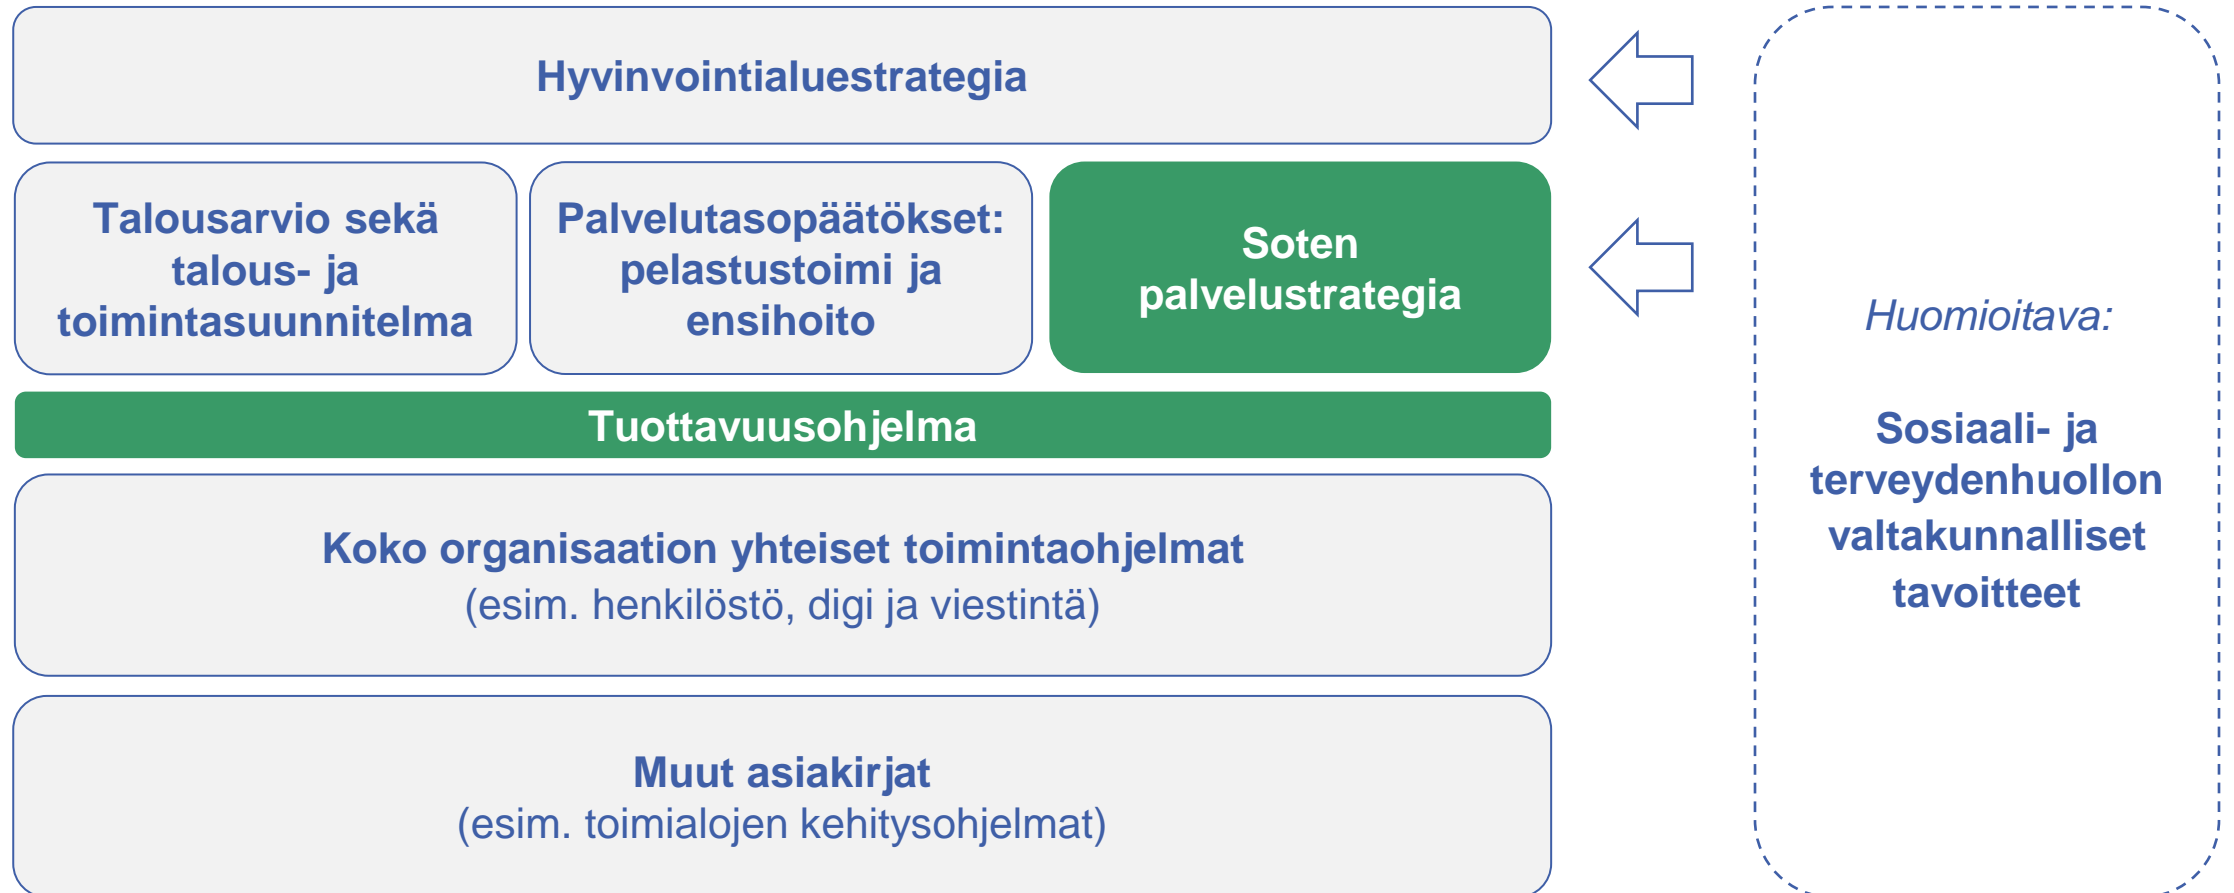 Hyvinvointialuestrategia
Talousarvio sekä
talous- ja
toimintasuunnitelma
Palvelutasopäätökset:
pelastustoimi ja
ensihoito
Soten
palvelustrategia
Tuottavuusohjelma
Koko organisaation yhteiset toimintaohjelmat
(esim. henkilöstö, digi ja viestintä)
Muut asiakirjat
(esim. toimialojen kehitysohjelmat)
Huomioitava:
Sosiaali- ja
terveydenhuollon
valtakunnalliset
tavoitteet